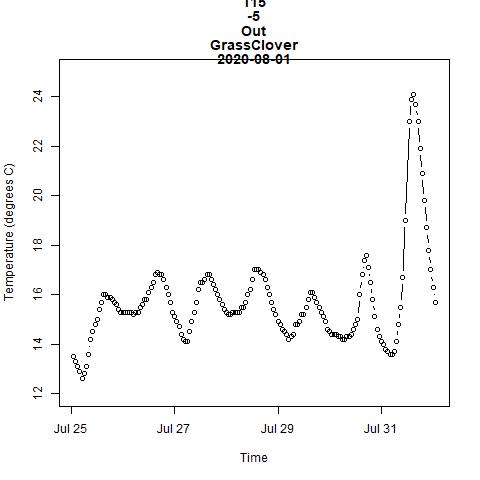 T15
-5
Out
GrassClover
2020-08-01
Temperature (degrees C)
24
22
20
18
16
14
12
Jul 25
Jul 27
Jul 29
Jul 31
Time